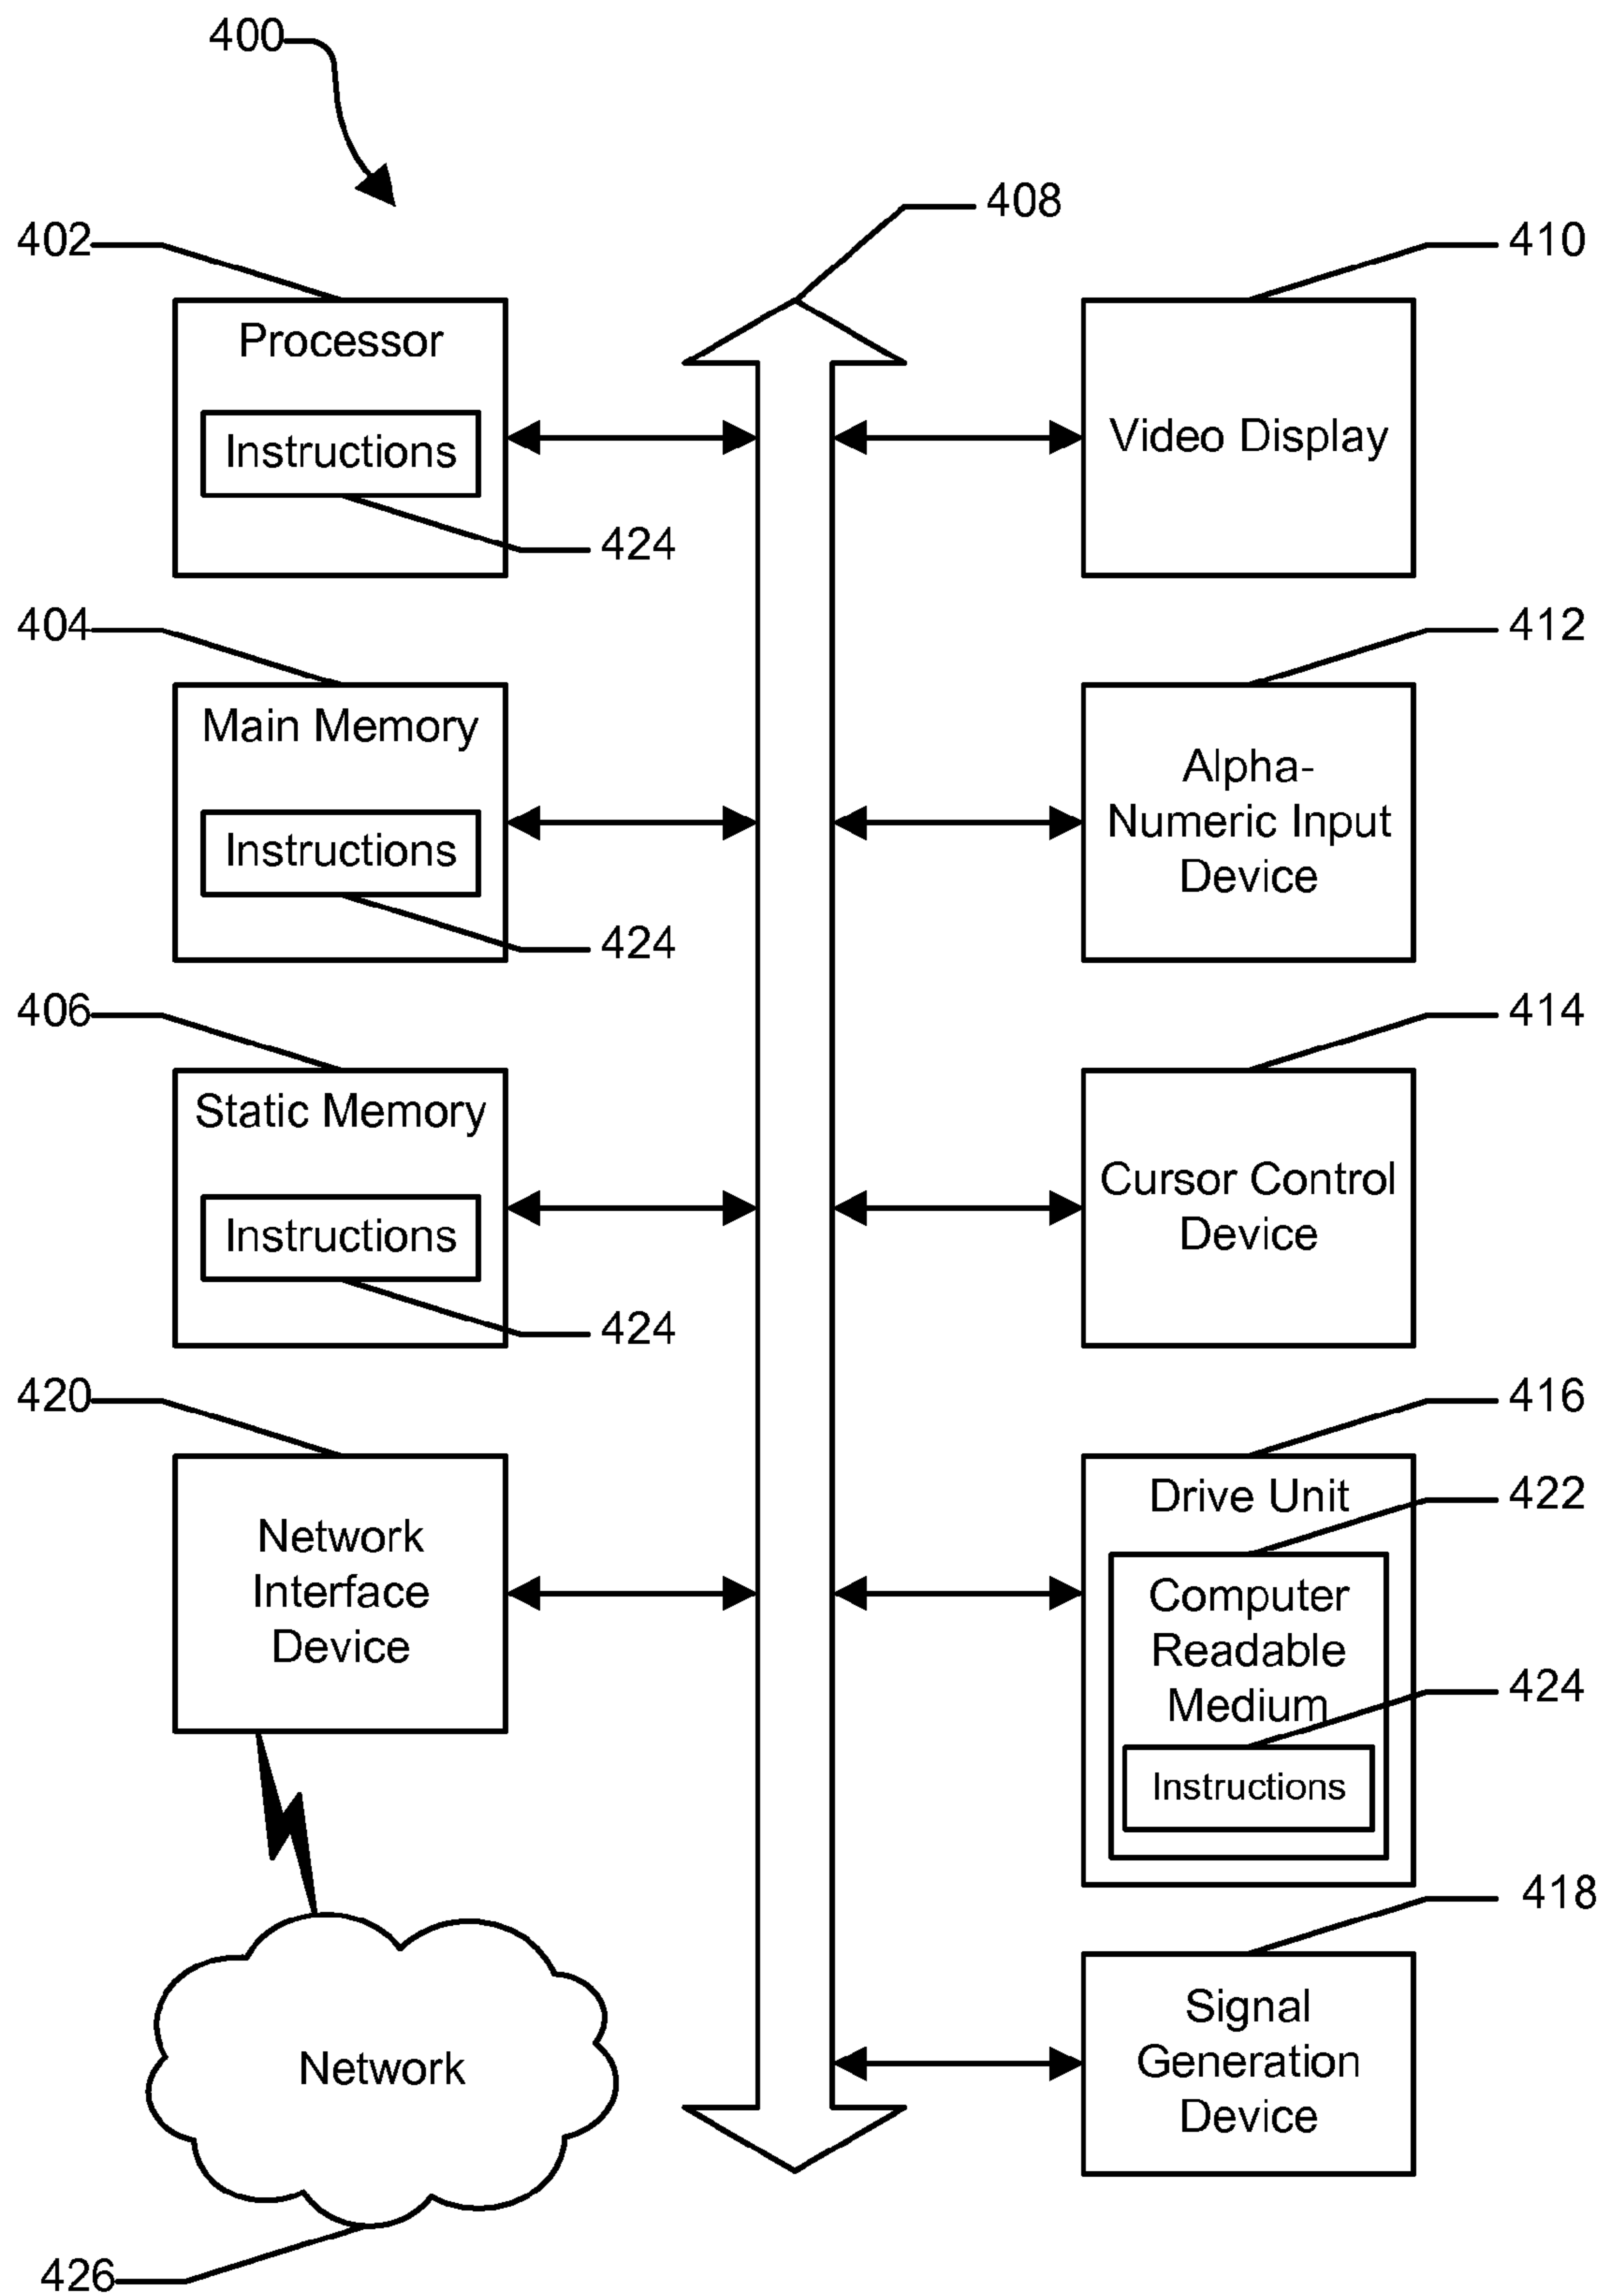 400
408
402
410
Processor
Instructions
424
Video Display
404
412
Main Memory
Instructions
424
Alpha-
Numeric Input
Device
406
414
Static Memory
Instructions
424
Cursor Control
Device
420
416
Network
Interface
Device
Drive Unit
422
Computer
Readable
Medium
424
Instructions
418
Signal
Generation
Device
Network
426